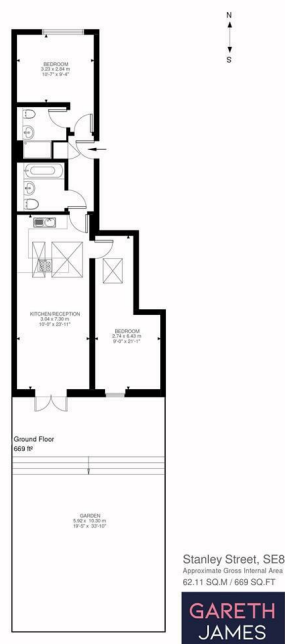 N
S
BEDROOM
3.23 x 2.84 m
10'-7" x 9'-4"
KITCHEN/RECEPTION
3.04 x 7.30 m
10'-0" x 23'-11"
BEDROOM
2.74 x 6.43 m
9'-0" x 21'-1"
Ground Floor
669 ft²
GARDEN
5.92 x 10.30 m
19'-5" x 33'-10"
Stanley Street, SE8
Approximate Gross Internal Area
62.11 SQ.M / 669 SQ.FT
GARETH
JAMES